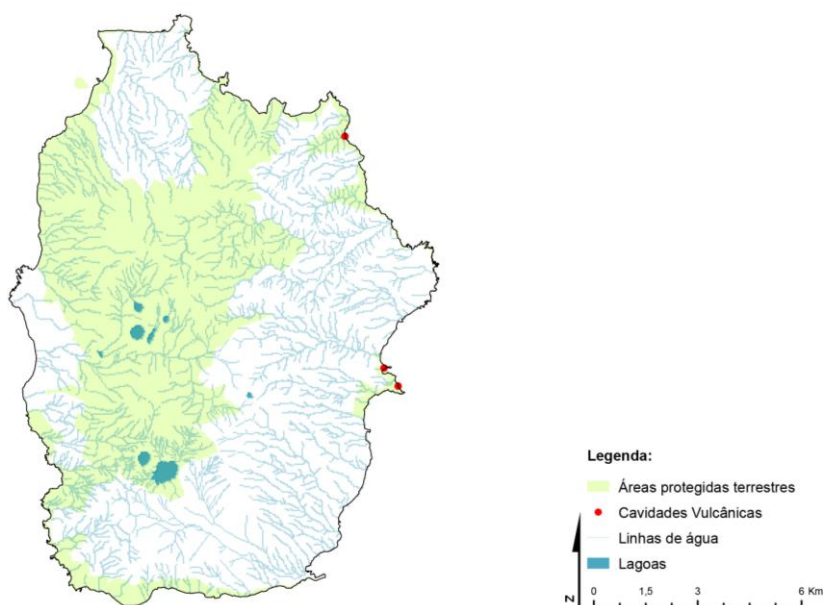 Legenda:
Áreas protegidas terrestres
Cavidades Vulcânicas
Linhas de água
Lagoas
N
0 1,5 3 6 Km